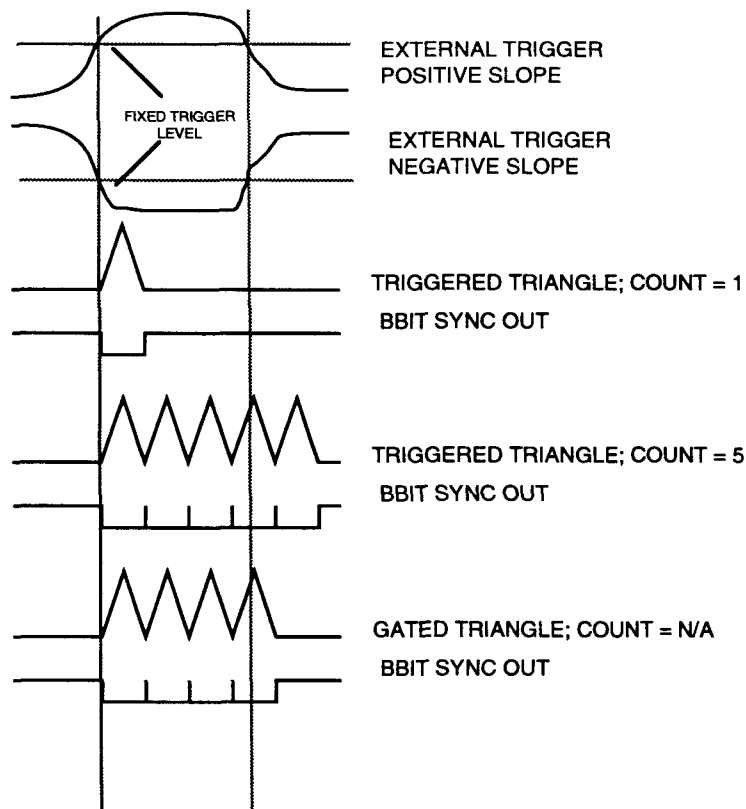 EXTERNAL TRIGGER
POSITIVE SLOPE
FIXED TRIGGER
LEVEL
EXTERNAL TRIGGER
NEGATIVE SLOPE
TRIGGERED TRIANGLE; COUNT = 1
BBIT SYNC OUT
TRIGGERED TRIANGLE; COUNT = 5
BBIT SYNC OUT
GATED TRIANGLE; COUNT = N/A
BBIT SYNC OUT